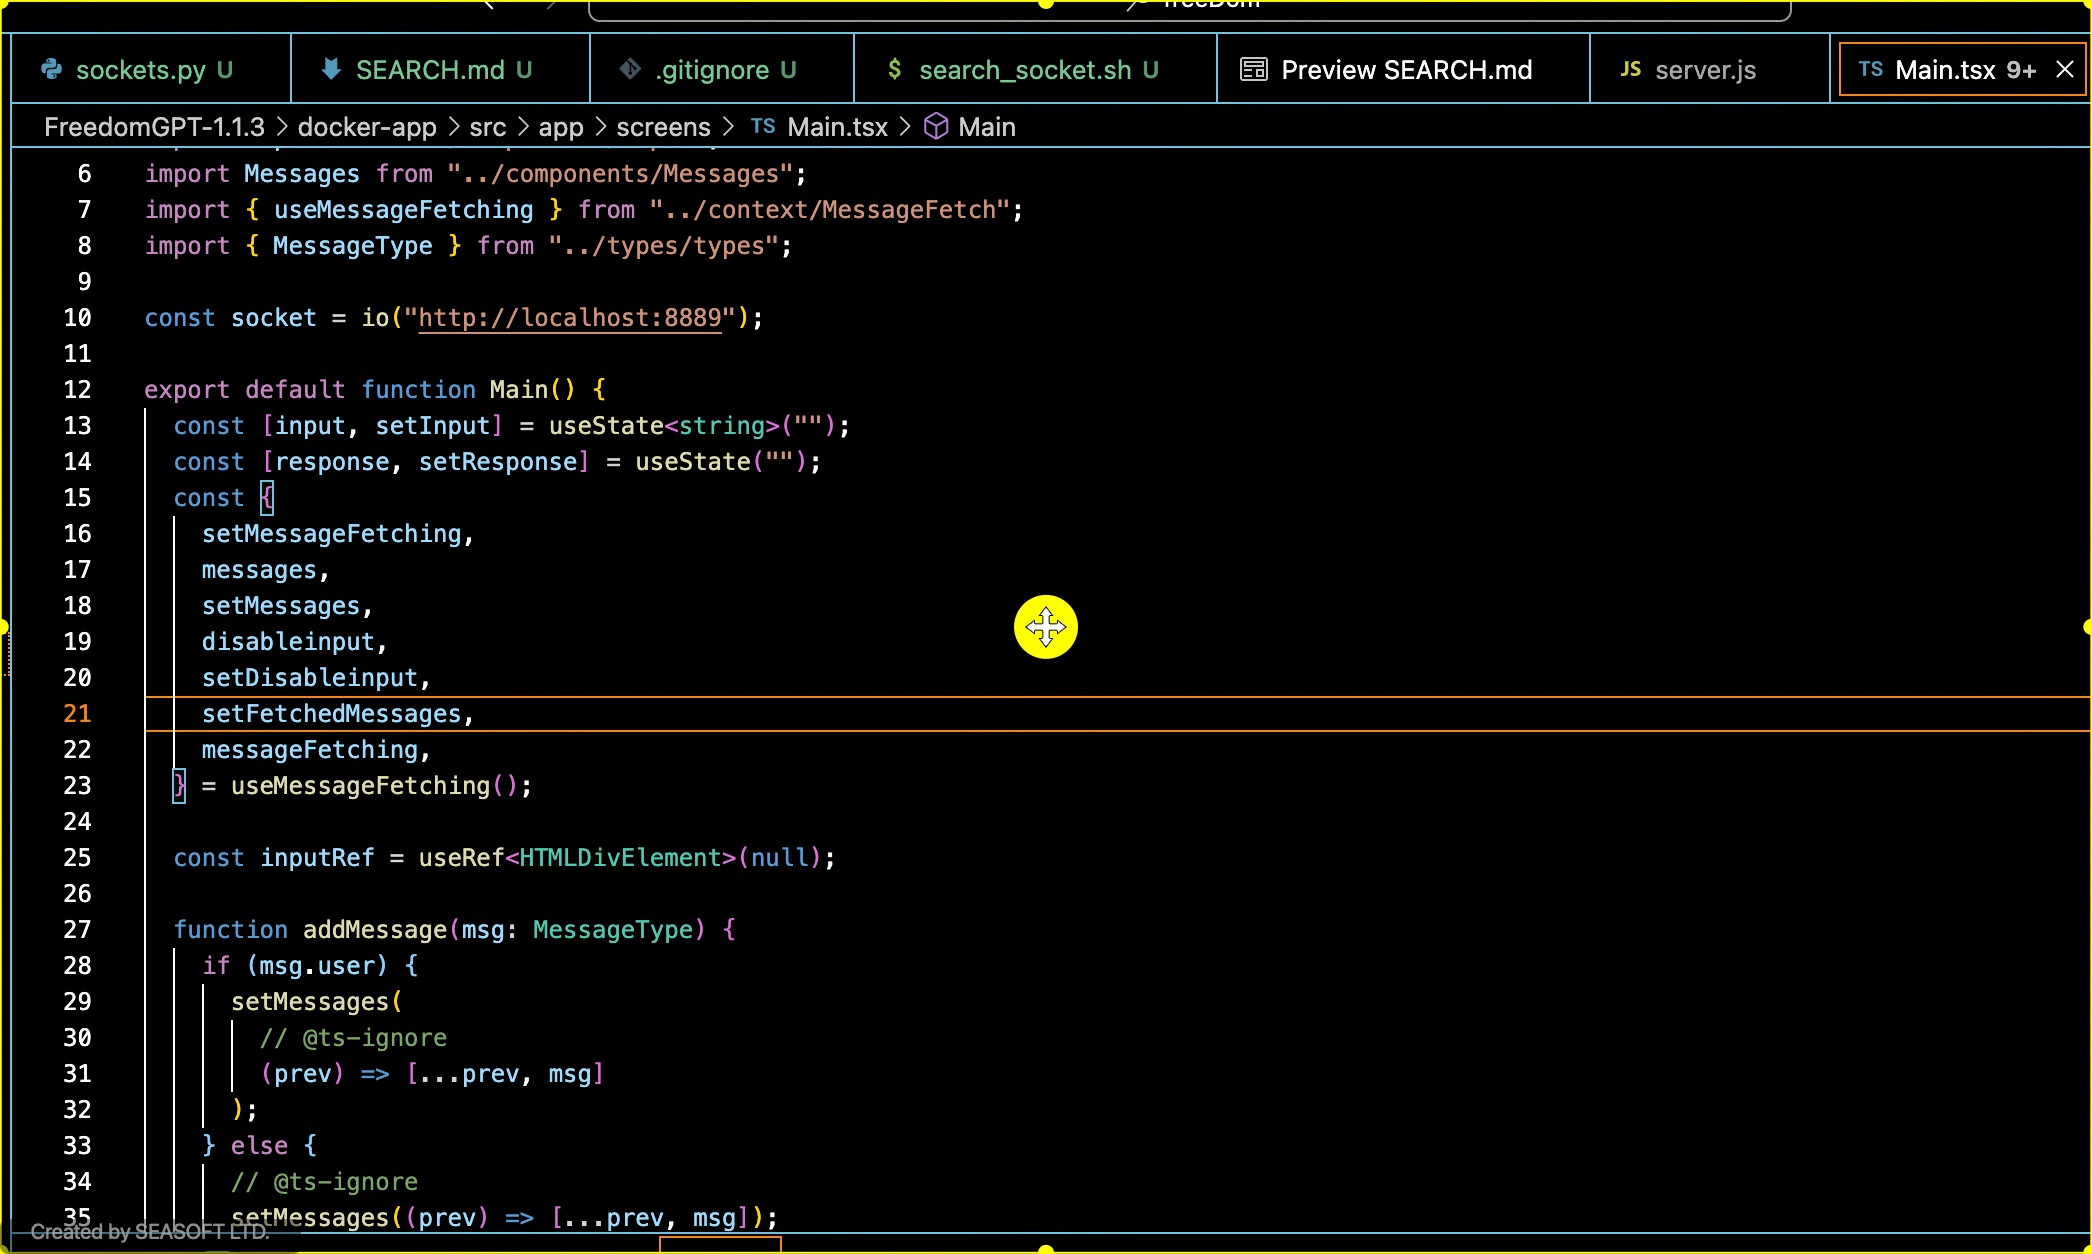 freeDom
sockets.py U
SEARCH.md U
.gitignore U
$ search_socket.sh U
Preview SEARCH.md
JS server.js
TS Main.tsx 9+
FreedomGPT-1.1.3 > docker-app > src > app > screens > TS Main.tsx > Main
6 import Messages from "../components/Messages";
7 import { useMessageFetching } from "../context/MessageFetch";
8 import { MessageType } from "../types/types";
9
10 const socket = io("http://localhost:8889");
11
12 export default function Main() {
13 const [input, setInput] = useState<string>("");
14 const [response, setResponse] = useState("");
15 const {
16 setMessageFetching,
17 messages,
18 setMessages,
19 disableinput,
20 setDisableinput,
21 setFetchedMessages,
22 messageFetching,
23 } = useMessageFetching();
24
25 const inputRef = useRef<HTMLDivElement>(null);
26
27 function addMessage(msg: MessageType) {
28 if (msg.user) {
29 setMessages(
30 // @ts-ignore
31 (prev) => [...prev, msg]
32 );
33 } else {
34 // @ts-ignore
35 setMessages((prev) => [...prev, msg]);
Created by SEASOFT LTD.